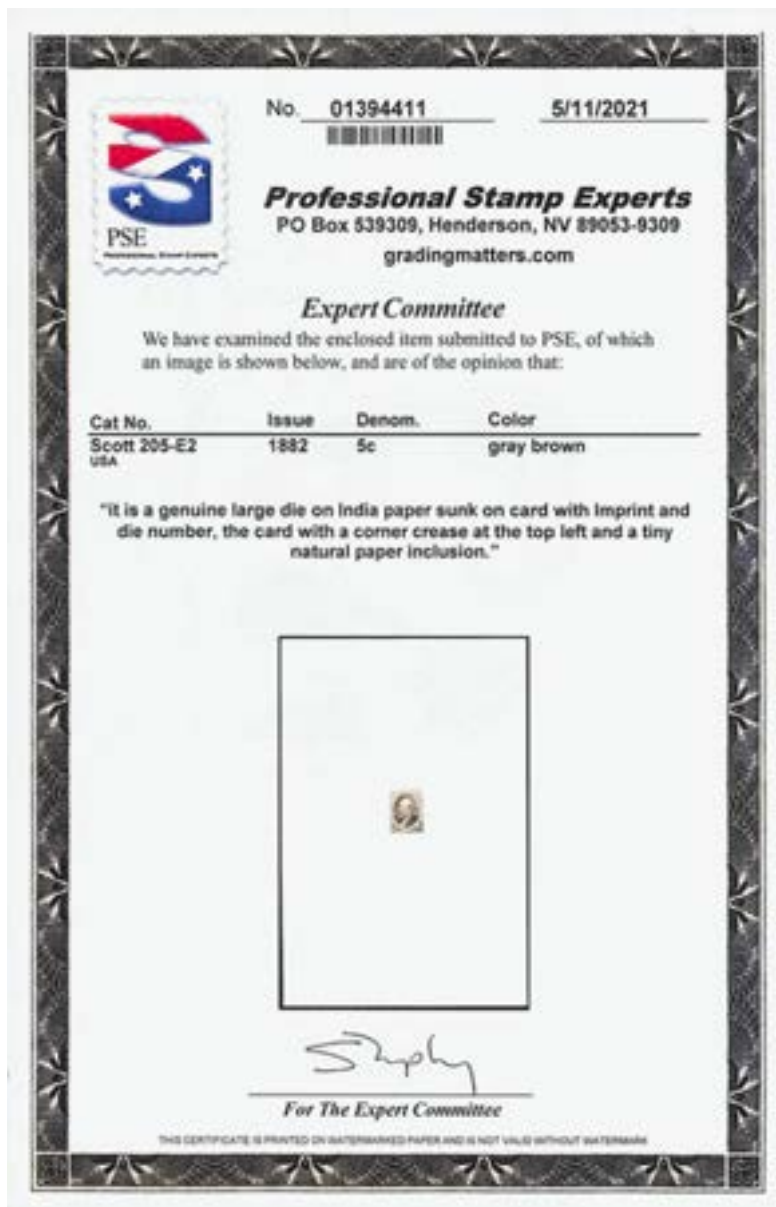 No. 01394411 5/11/2021
PSE
Professional Stamp Experts
PO Box 539309, Henderson, NV 89053-9309
gradingmatters.com
Expert Committee
We have examined the enclosed item submitted to PSE, of which
an image is shown below, and are of the opinion that:
Cat No. Issue Denom. Color
Scott 205-E2 1882 5c gray brown
USA
"it is a genuine large die on India paper sunk on card with Imprint and
die number, the card with a corner crease at the top left and a tiny
natural paper inclusion."
For The Expert Committee
THIS CERTIFICATE IS PRINTED ON WATERMARKED PAPER AND IS NOT VALID WITHOUT WATERMARK